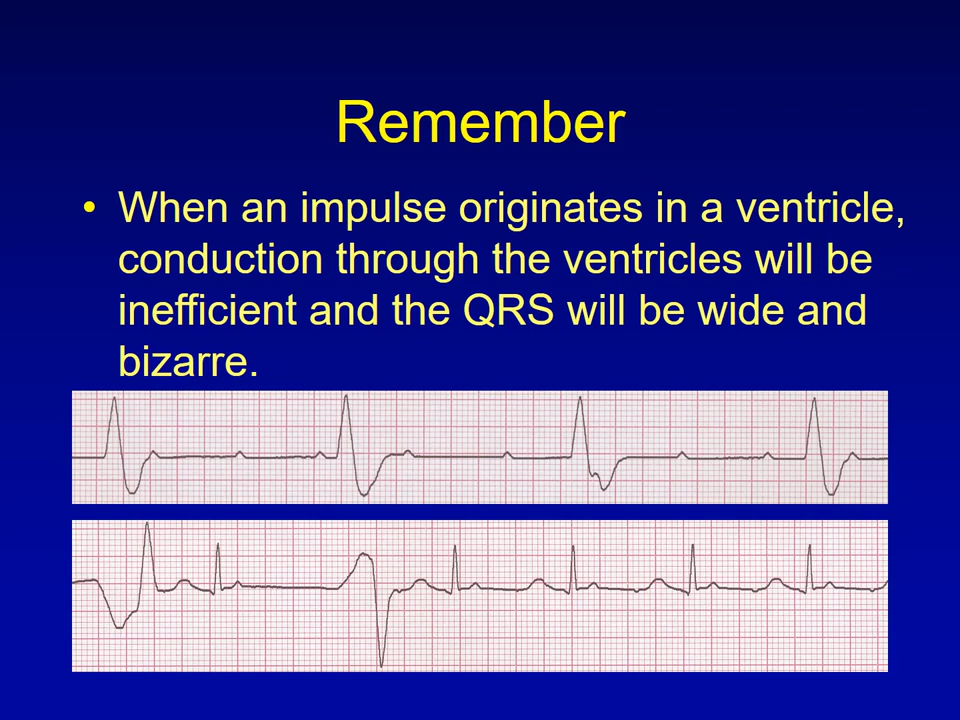 Remember
• When an impulse originates in a ventricle,
conduction through the ventricles will be
inefficient and the QRS will be wide and
bizarre.